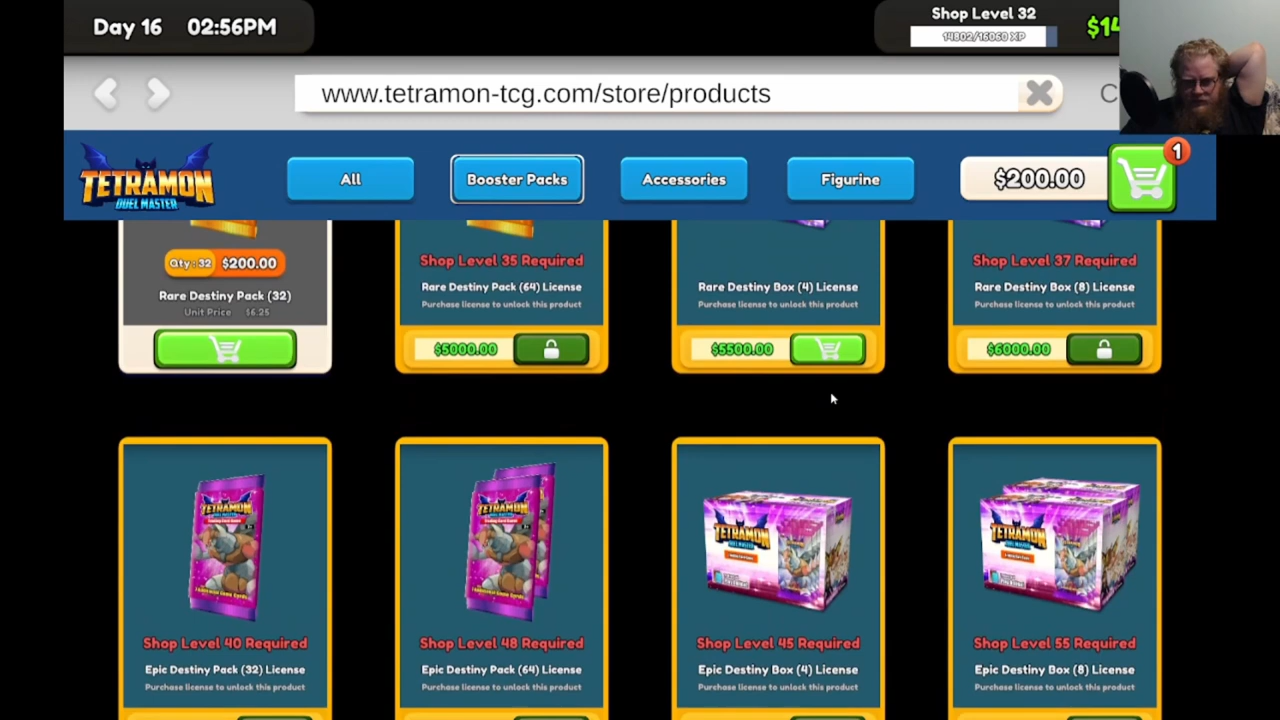 Day 16 02:56PM
Shop Level 32
14802/16060 XP
$14
www.tetramon-tcg.com/store/products
C
TETRAMON
DUEL MASTER
All
Booster Packs
Accessories
Figurine
$200.00
1
Qty : 32 $200.00
Rare Destiny Pack (32)
Unit Price $6.25
Shop Level 35 Required
Rare Destiny Pack (64) License
Purchase license to unlock this product
$5000.00
Rare Destiny Box (4) License
Purchase license to unlock this product
$5500.00
Shop Level 37 Required
Rare Destiny Box (8) License
Purchase license to unlock this product
$6000.00
TETRAMON
TETRAMON
TETRAMON
TETRAMON
Shop Level 40 Required
Epic Destiny Pack (32) License
Purchase license to unlock this product
Shop Level 48 Required
Epic Destiny Pack (64) License
Purchase license to unlock this product
Shop Level 45 Required
Epic Destiny Box (4) License
Purchase license to unlock this product
Shop Level 55 Required
Epic Destiny Box (8) License
Purchase license to unlock this product